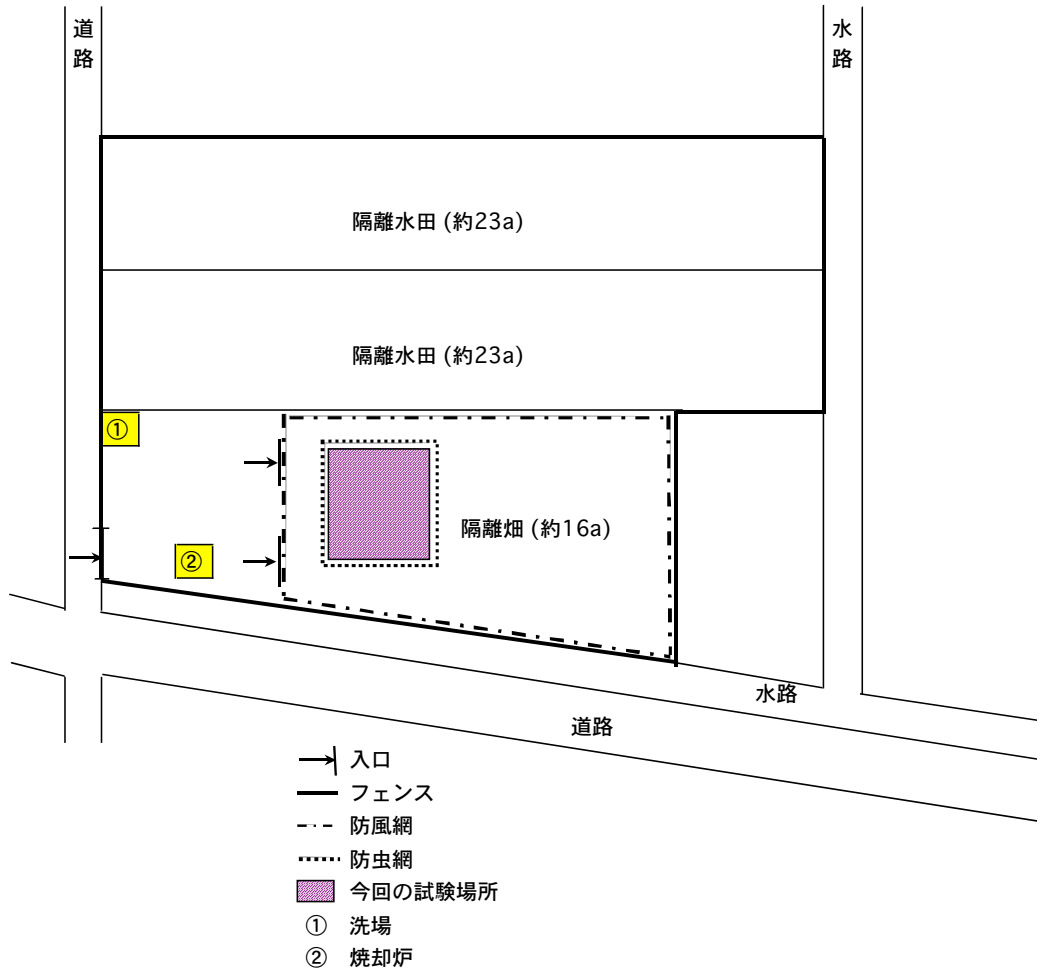 道路
水路
隔離水田 (約23a)
隔離水田 (約23a)
①
②
隔離畑 (約16a)
水路
道路
入口
フェンス
防風網
防虫網
今回の試験場所
① 洗場
② 焼却炉